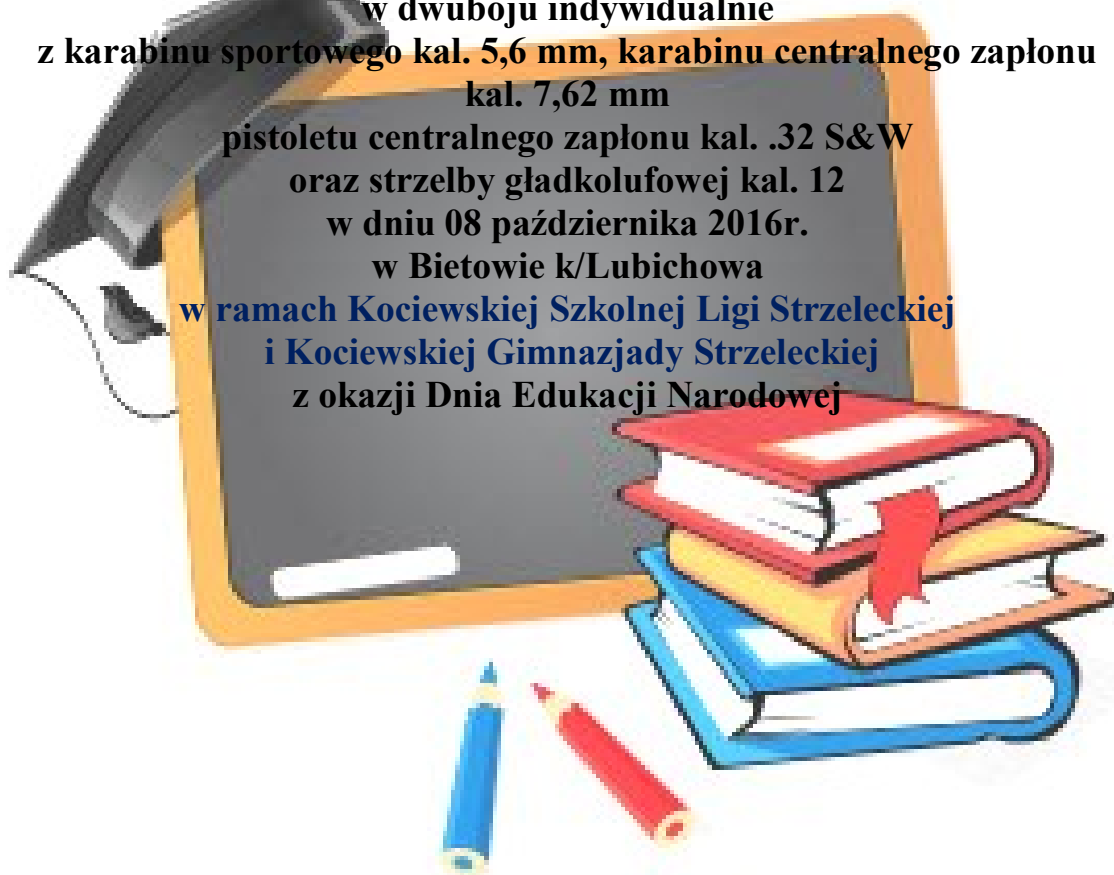 w dwuboju indywidualnie
z karabinu sportowego kal. 5,6 mm, karabinu centralnego zapłonu
kal. 7,62 mm
pistoletu centralnego zapłonu kal. .32 S&W
oraz strzelby gładkolufowej kal. 12
w dniu 08 października 2016r.
w Bietowie k/Lubichowa
w ramach Kociewskiej Szkolnej Ligi Strzeleckiej
i Kociewskiej Gimnazjady Strzeleckiej
z okazji Dnia Edukacji Narodowej